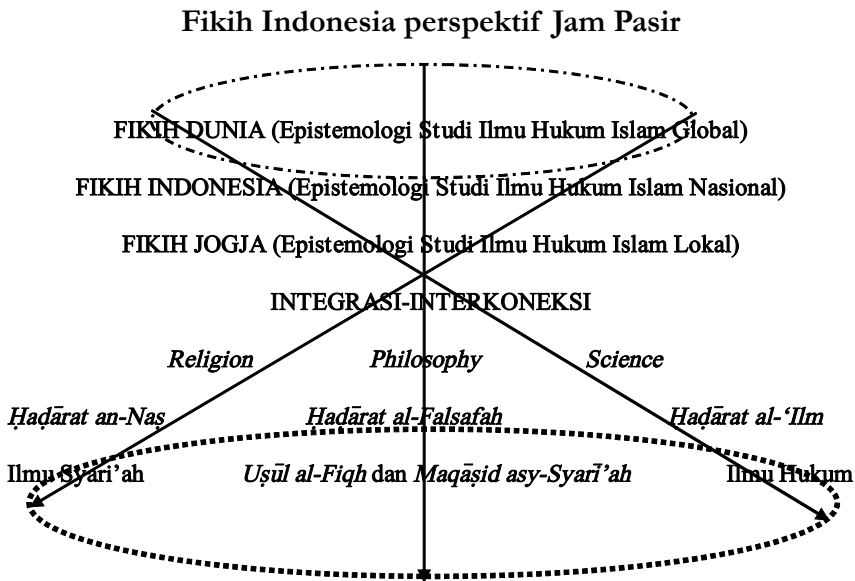 Fikih Indonesia perspektif Jam Pasir
FIKIH DUNIA (Epistemologi Studi Ilmu Hukum Islam Global)
FIKIH INDONESIA (Epistemologi Studi Ilmu Hukum Islam Nasional)
FIKIH JOGJA (Epistemologi Studi Ilmu Hukum Islam Lokal)
INTEGRASI-INTERKONEKSI
Religion Philosophy Science
Ḥaḍārat an-Naṣ Ḥaḍārat al-Falsafah Ḥaḍārat al-‘Ilm
Ilmu Syari’ah Uṣūl al-Fiqh dan Maqāṣid asy-Syarī’ah Ilmu Hukum